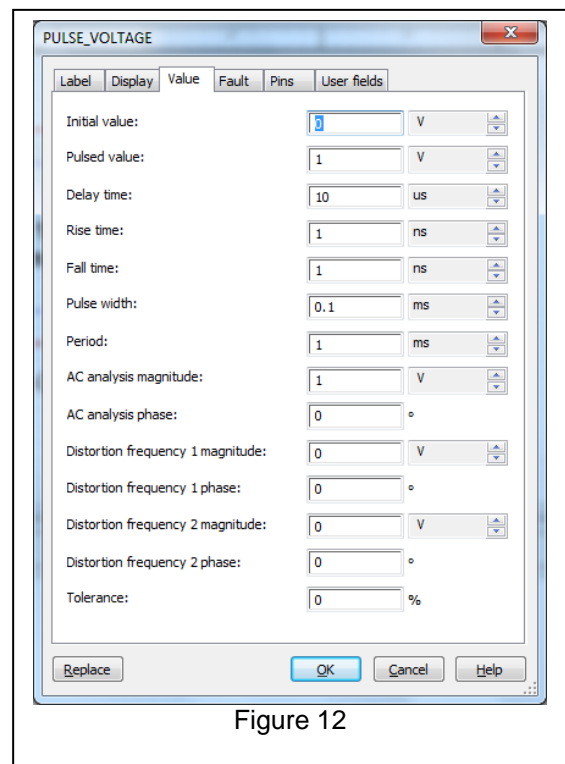 PULSE_VOLTAGE
Label Display Value Fault Pins User fields
Initial value: 0 V
Pulsed value: 1 V
Delay time: 10 us
Rise time: 1 ns
Fall time: 1 ns
Pulse width: 0.1 ms
Period: 1 ms
AC analysis magnitude: 1 V
AC analysis phase: 0 °
Distortion frequency 1 magnitude: 0 V
Distortion frequency 1 phase: 0 °
Distortion frequency 2 magnitude: 0 V
Distortion frequency 2 phase: 0 °
Tolerance: 0 %
Replace OK Cancel Help
Figure 12